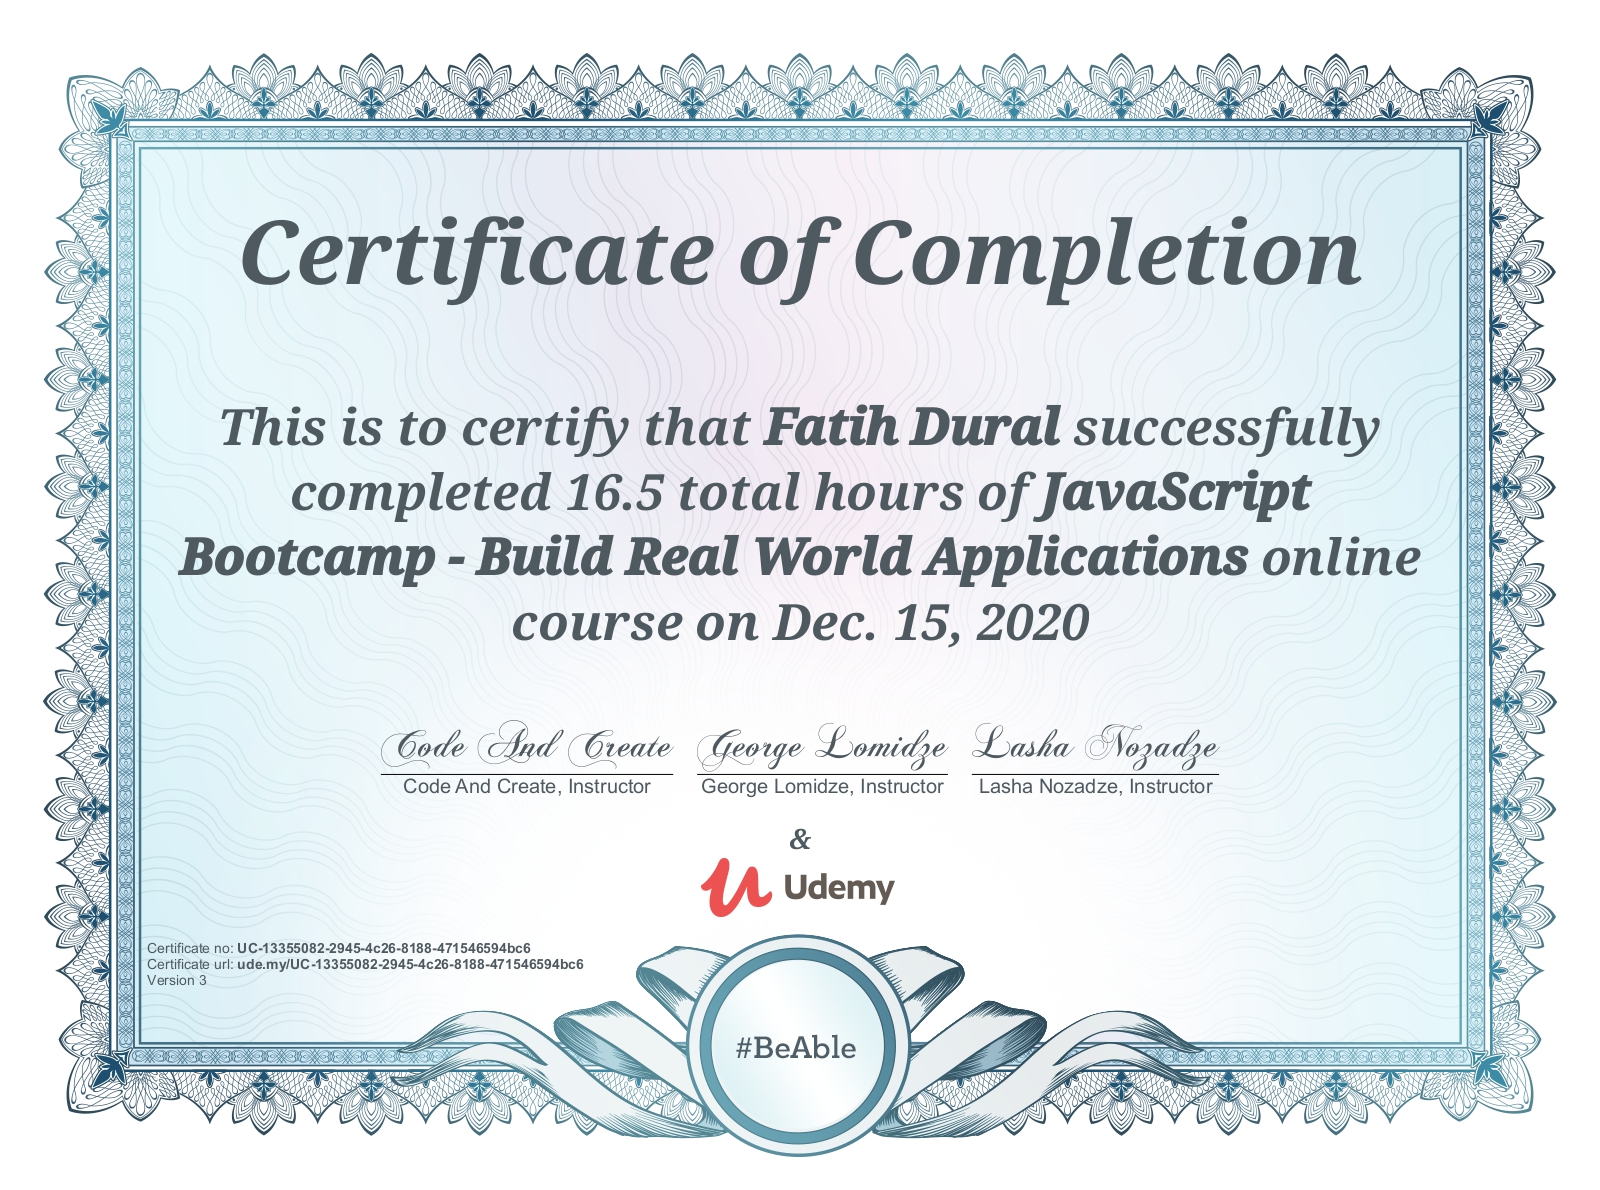 Certificate of Completion
This is to certify that Fatih Dural successfully
completed 16.5 total hours of JavaScript
Bootcamp - Build Real World Applications online
course on Dec. 15, 2020
Code And Create George Lomidze Lasha Nozadze
Code And Create, Instructor George Lomidze, Instructor Lasha Nozadze, Instructor
&
Udemy
Certificate no: UC-13355082-2945-4c26-8188-471546594bc6
Certificate url: ude.my/UC-13355082-2945-4c26-8188-471546594bc6
Version 3
#BeAble